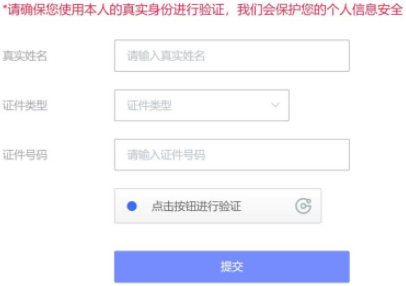 *请确保您使用本人的真实身份进行验证，我们会保护您的个人信息安全
真实姓名 请输入真实姓名
证件类型 证件类型
证件号码 请输入证件号码
点击按钮进行验证
提交